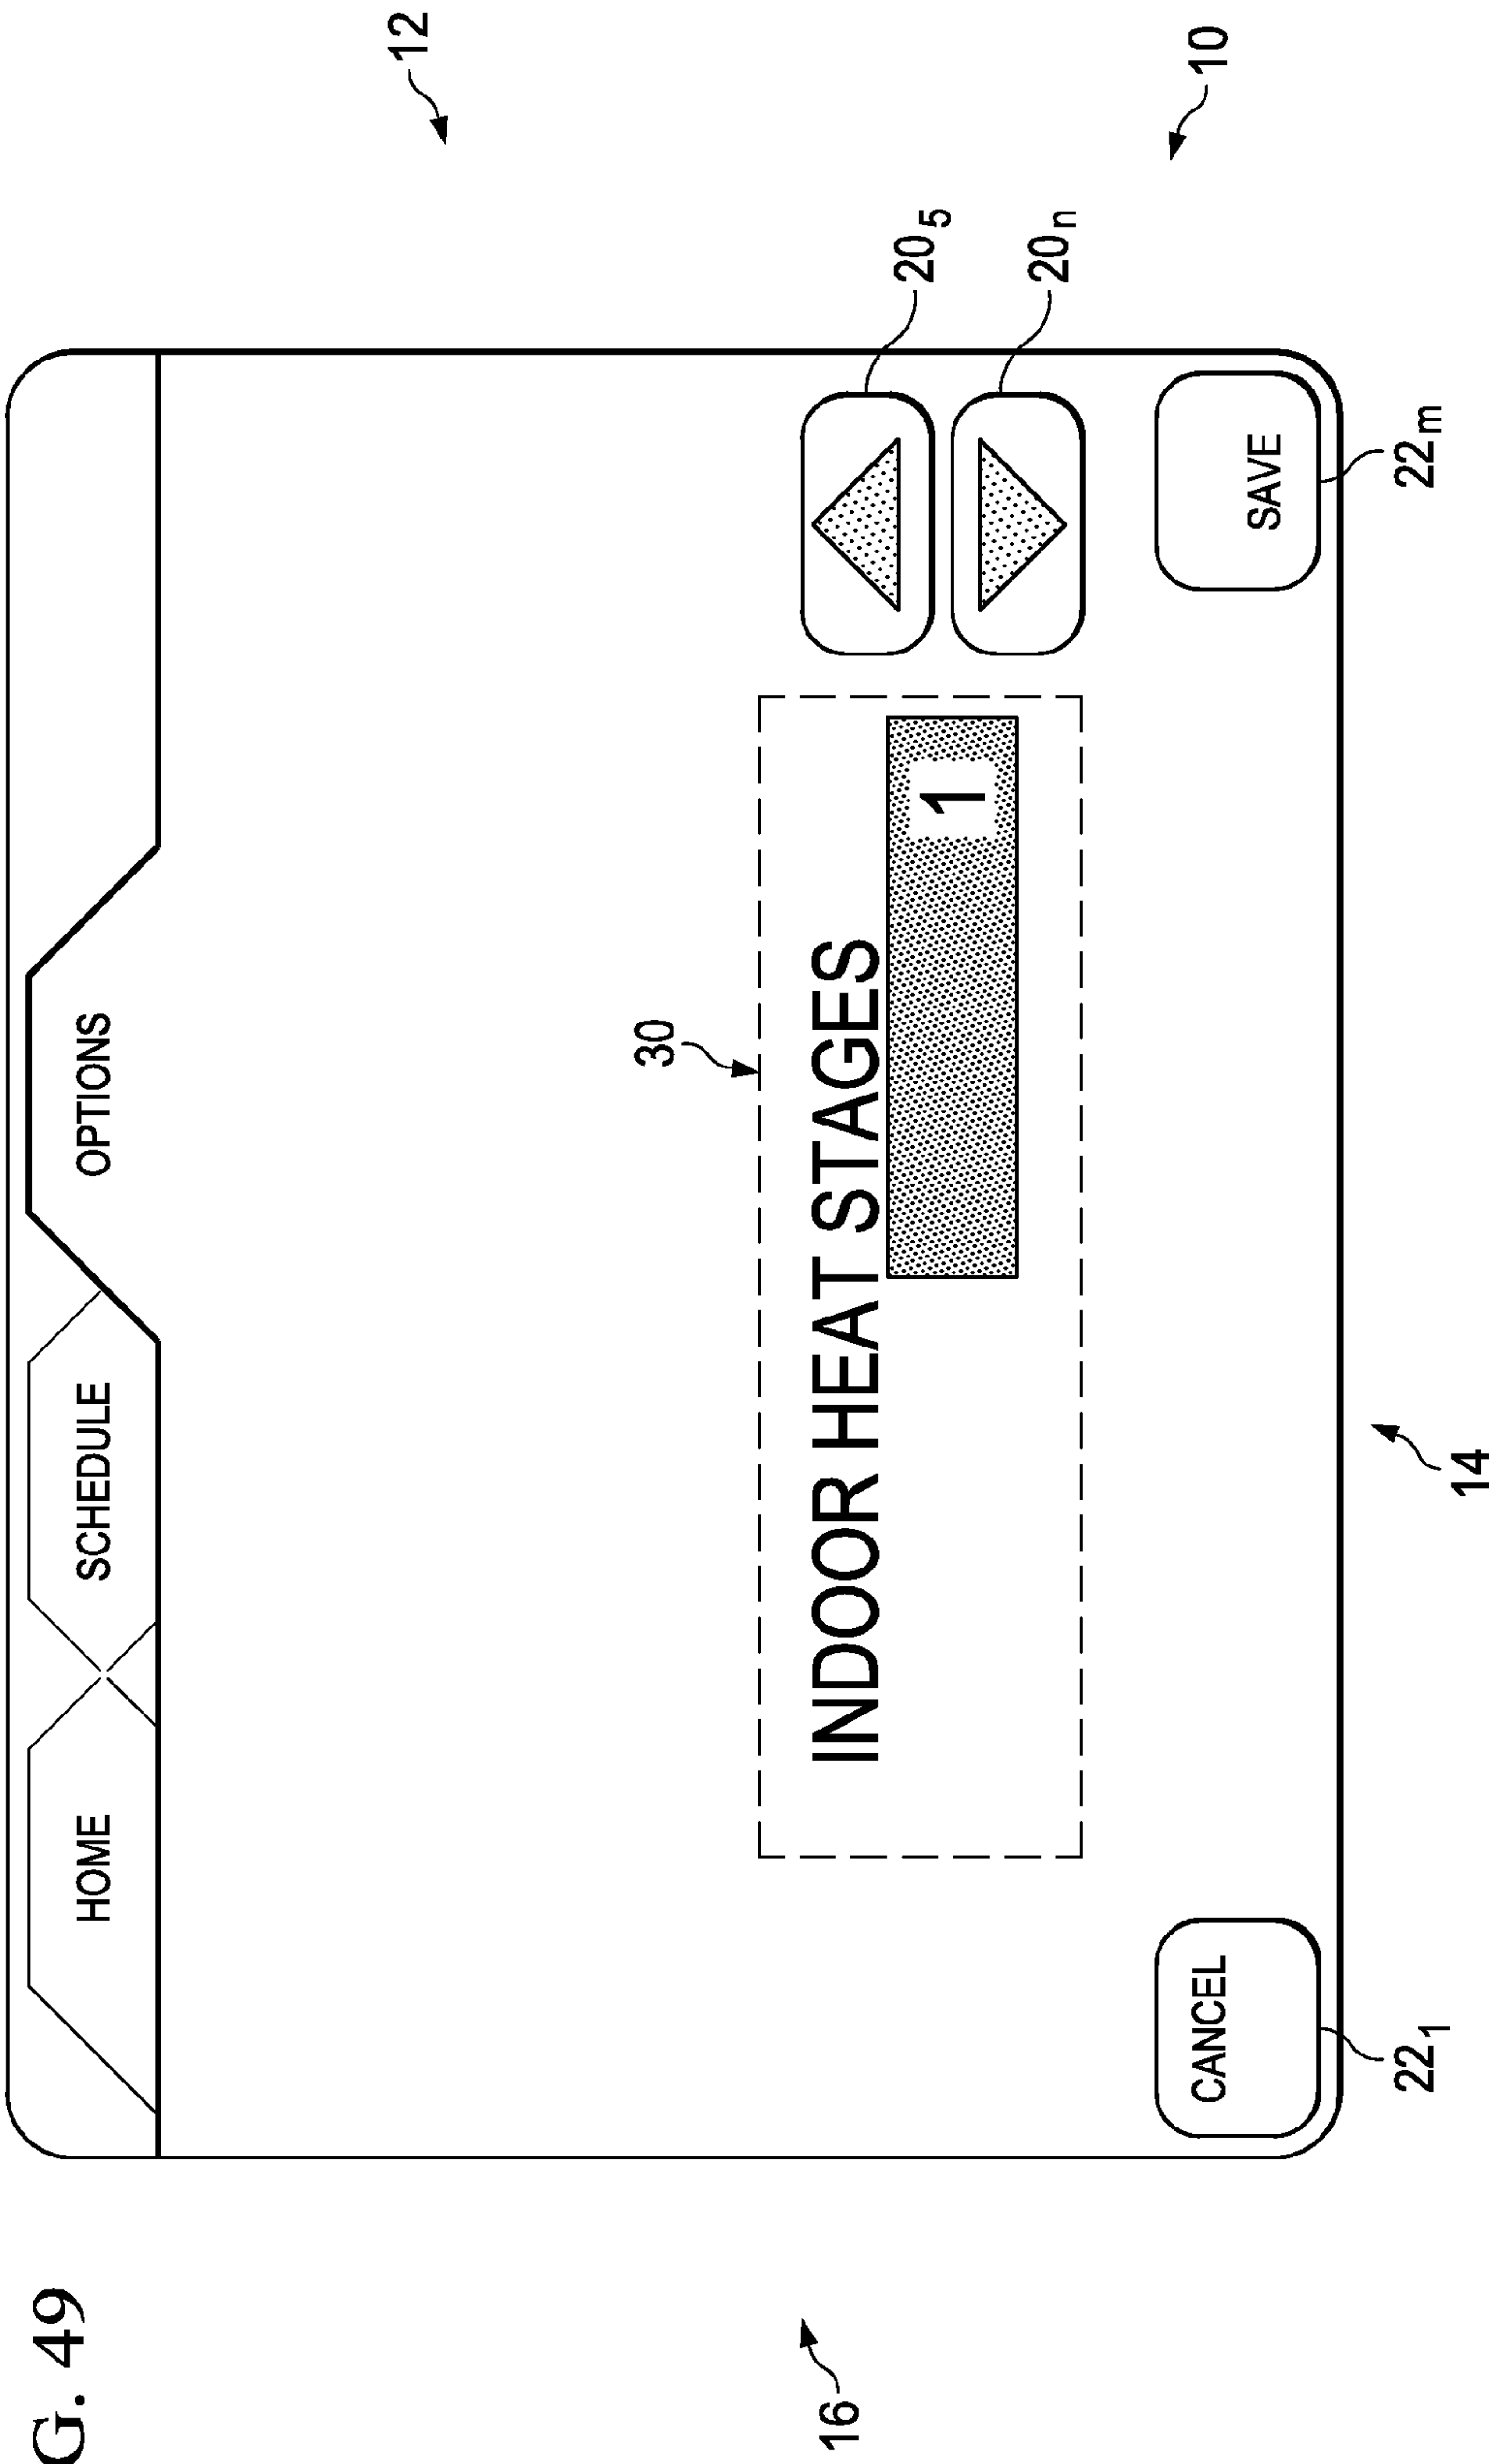 G. 49
HOME
SCHEDULE
OPTIONS
12
16
30
INDOOR HEAT STAGES
1
20₅
20ₙ
10
CANCEL
SAVE
22₁
14
22ₘ